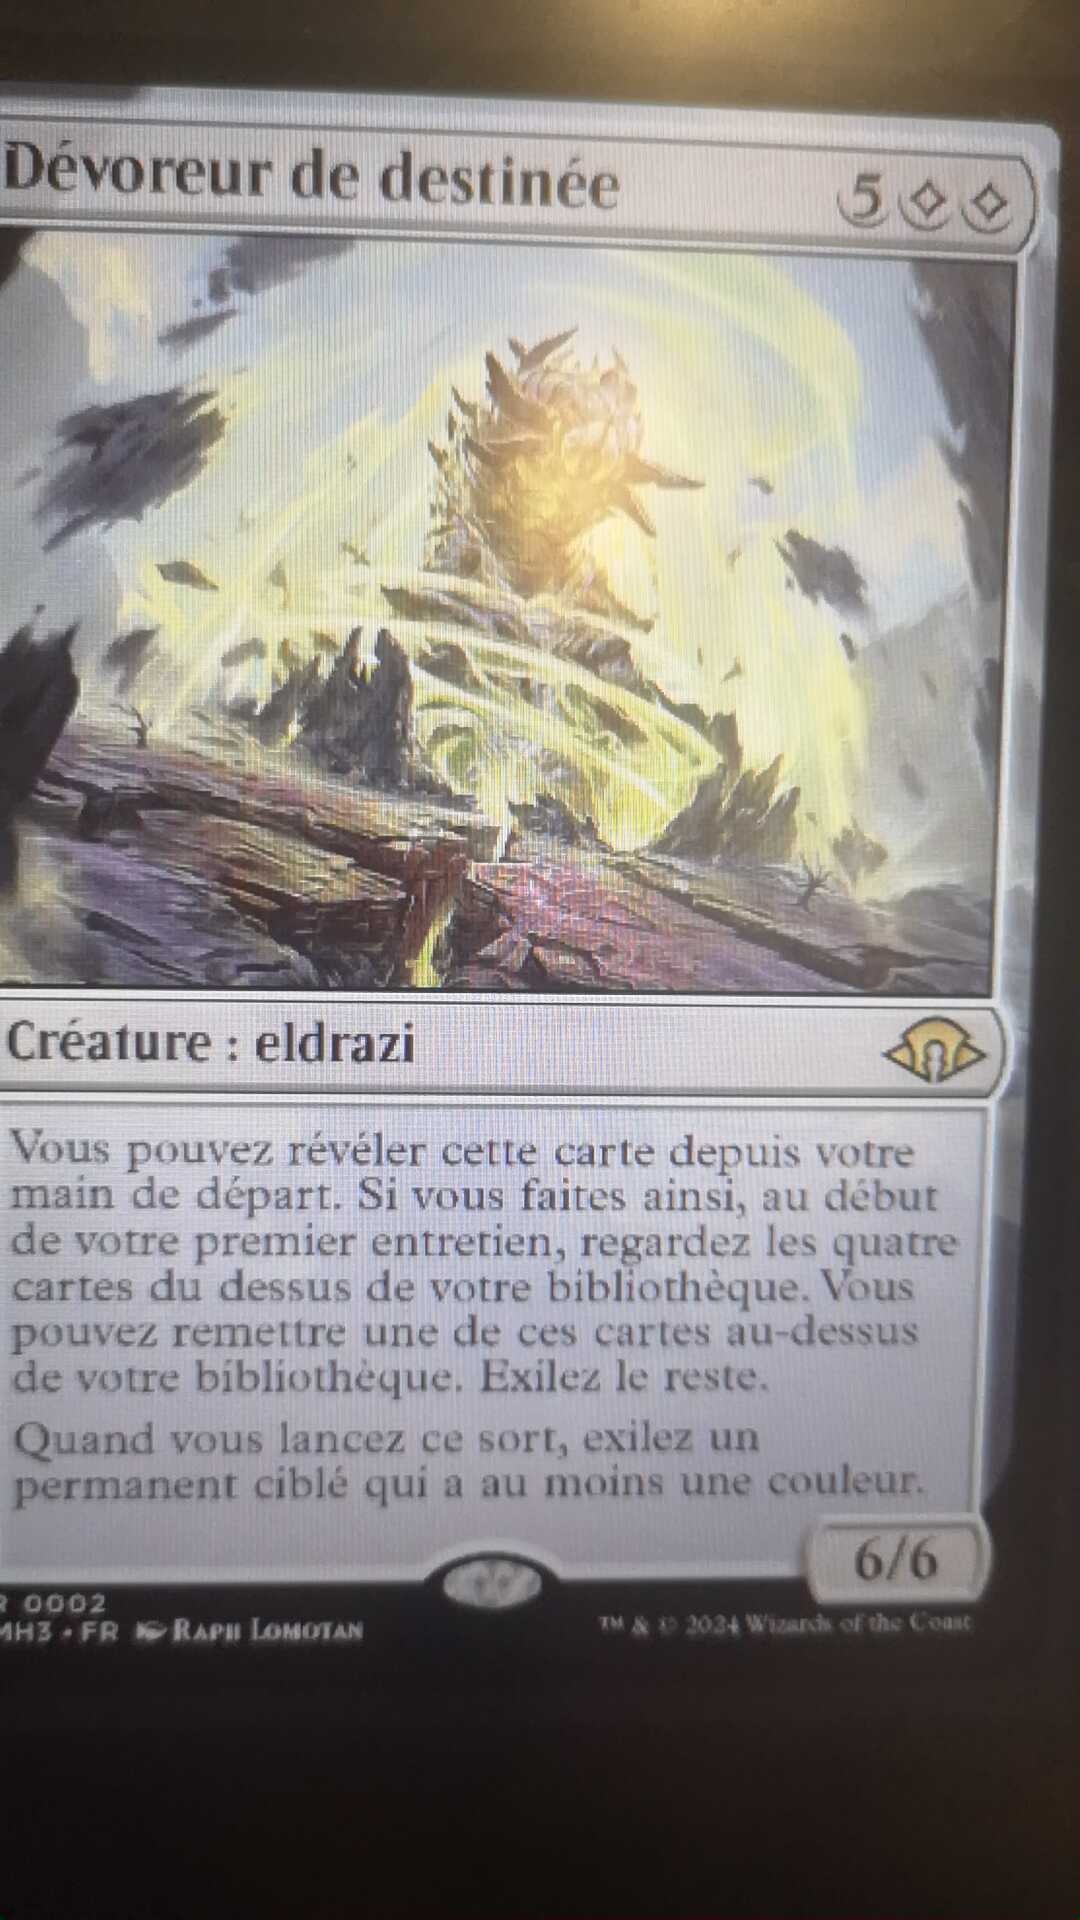 Dévoreur de destinée
5
Créature : eldrazi
Vous pouvez révéler cette carte depuis votre
main de départ. Si vous faites ainsi, au début
de votre premier entretien, regardez les quatre
cartes du dessus de votre bibliothèque. Vous
pouvez remettre une de ces cartes au-dessus
de votre bibliothèque. Exilez le reste.
Quand vous lancez ce sort, exilez un
permanent ciblé qui a au moins une couleur.
6/6
R 0002
MH3 • FR Raph Lomotan
™ & © 2024 Wizards of the Coast